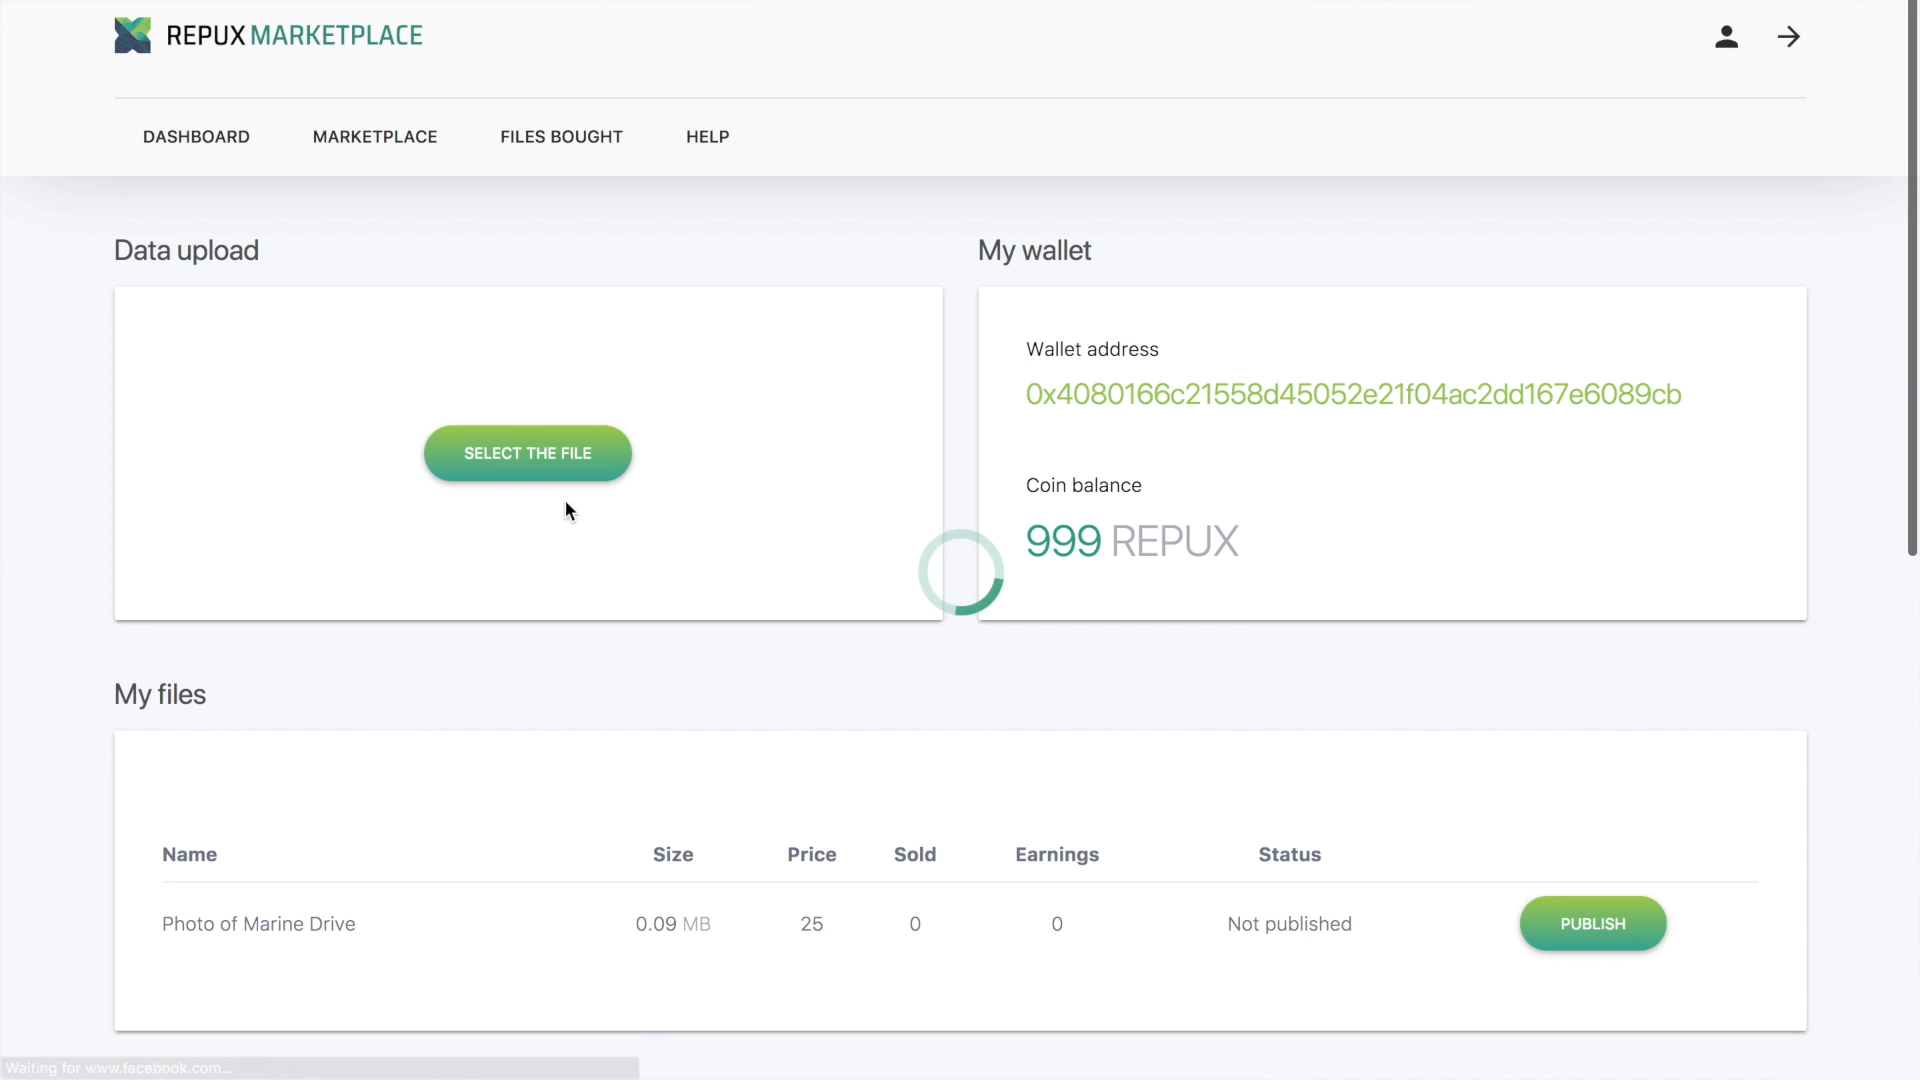 REPUX MARKETPLACE
DASHBOARD MARKETPLACE FILES BOUGHT HELP
Data upload
SELECT THE FILE
My wallet
Wallet address
0x4080166c21558d45052e21f04ac2dd167e6089cb
Coin balance
999 REPUX
My files
Name Size Price Sold Earnings Status
Photo of Marine Drive 0.09 MB 25 0 0 Not published PUBLISH
Waiting for www.facebook.com...